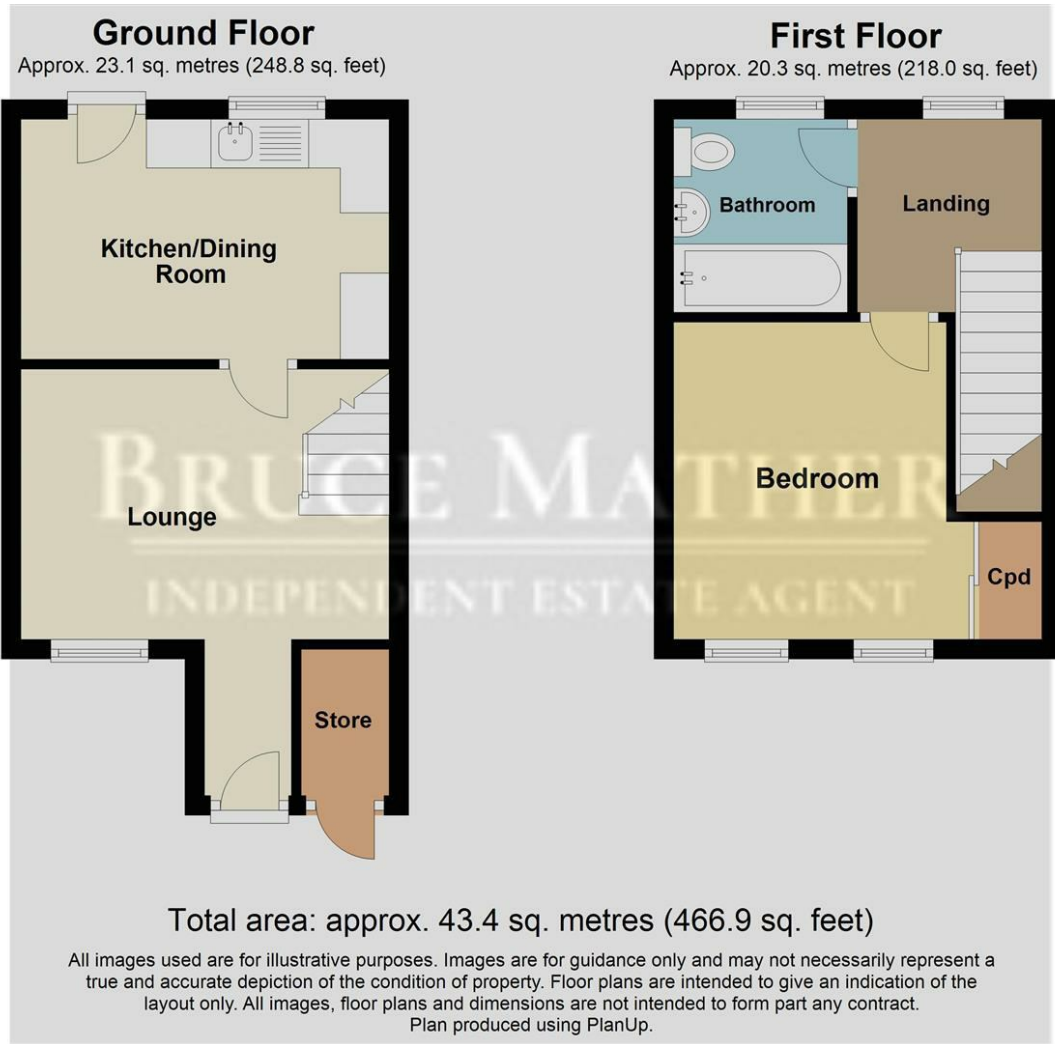 Ground Floor
Approx. 23.1 sq. metres (248.8 sq. feet)
Kitchen/Dining
Room
Lounge
Store
First Floor
Approx. 20.3 sq. metres (218.0 sq. feet)
Bathroom
Landing
Bedroom
Cpd
BRUCE MATHER
INDEPENDENT ESTATE AGENT
Total area: approx. 43.4 sq. metres (466.9 sq. feet)
All images used are for illustrative purposes. Images are for guidance only and may not necessarily represent a
true and accurate depiction of the condition of property. Floor plans are intended to give an indication of the
layout only. All images, floor plans and dimensions are not intended to form part any contract.
Plan produced using PlanUp.